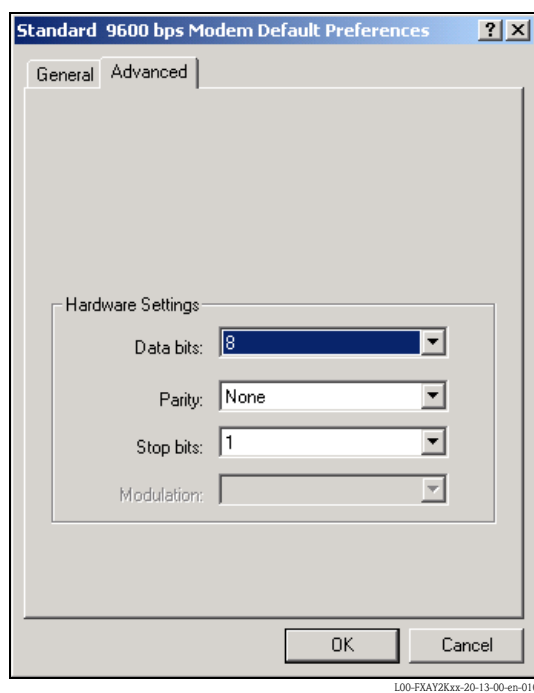 Standard 9600 bps Modem Default Preferences
General Advanced
Hardware Settings
Data bits: 8
Parity: None
Stop bits: 1
Modulation:
OK Cancel
L00-FXAY2Kxx-20-13-00-en-010